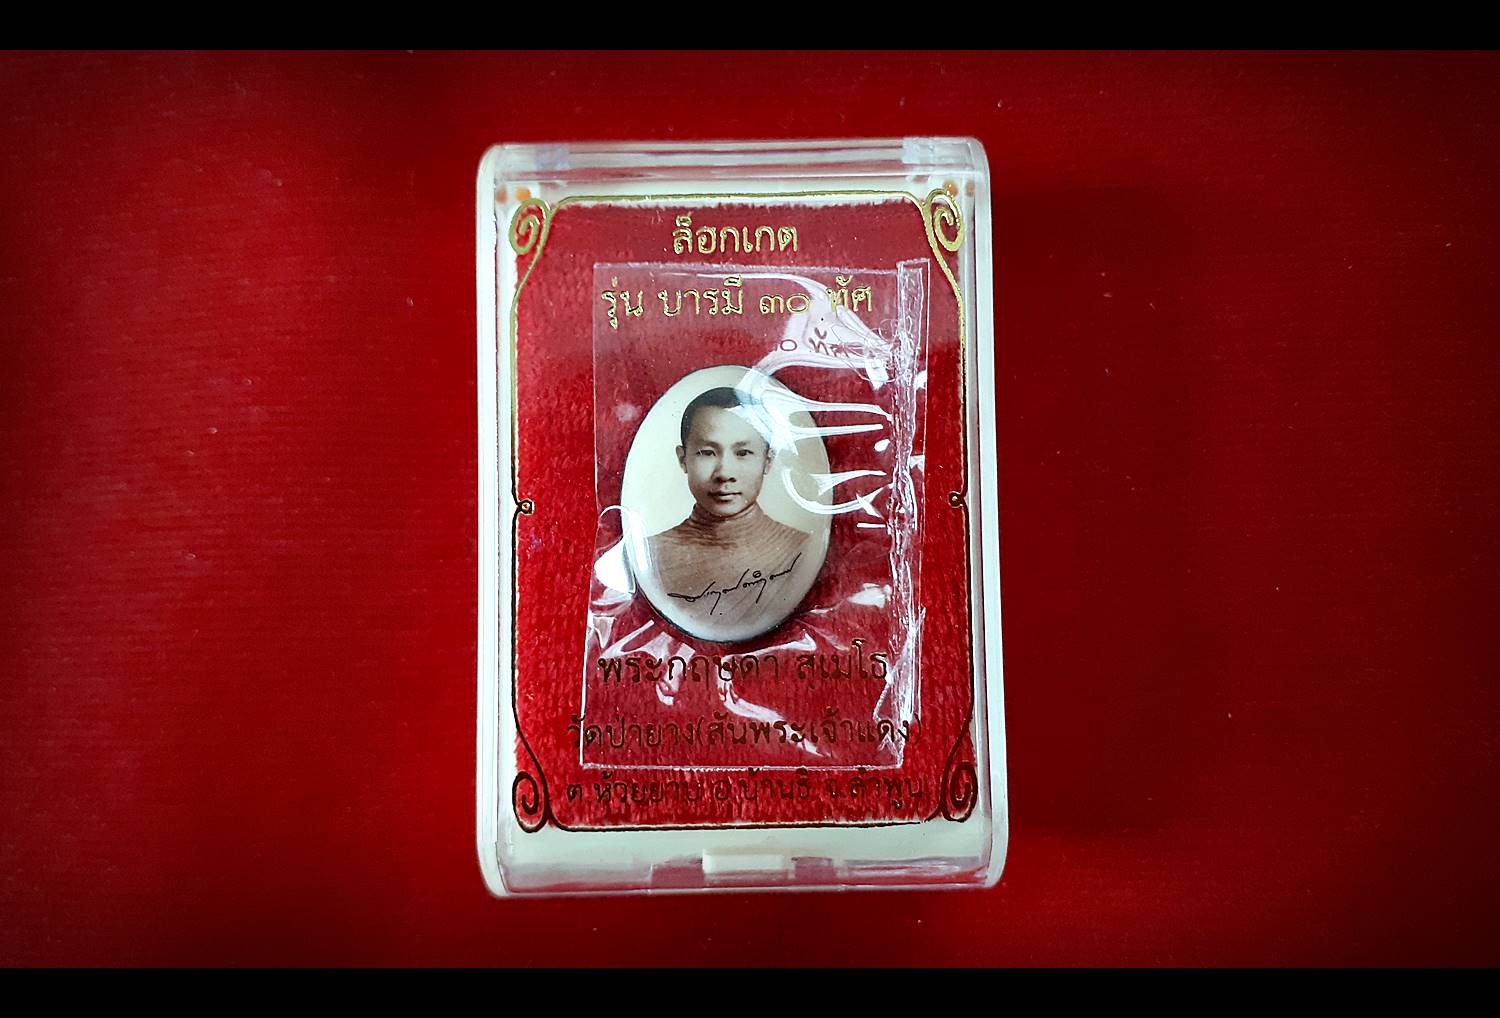 ล็อกเกต
รุ่น บารมี ๓๐ ทัศ
พระกฤษดา สุเมโธ
วัดป่ายาง(สันพระเจ้าแดง)
ต.ห้วยยาบ อ.บ้านธิ จ.ลำพูน